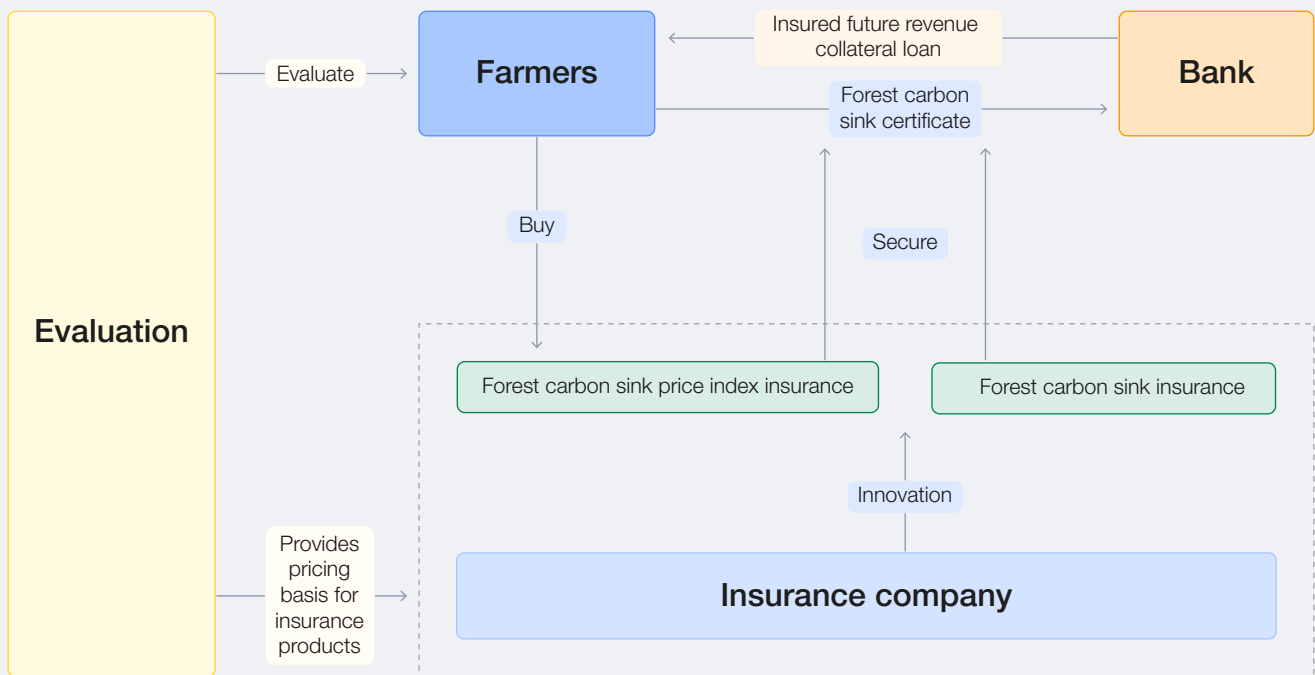 Insured future revenue
collateral loan
Evaluate
Farmers
Bank
Forest carbon
sink certificate
Buy
Secure
Evaluation
Forest carbon sink price index insurance
Forest carbon sink insurance
Innovation
Provides
pricing
basis for
insurance
products
Insurance company